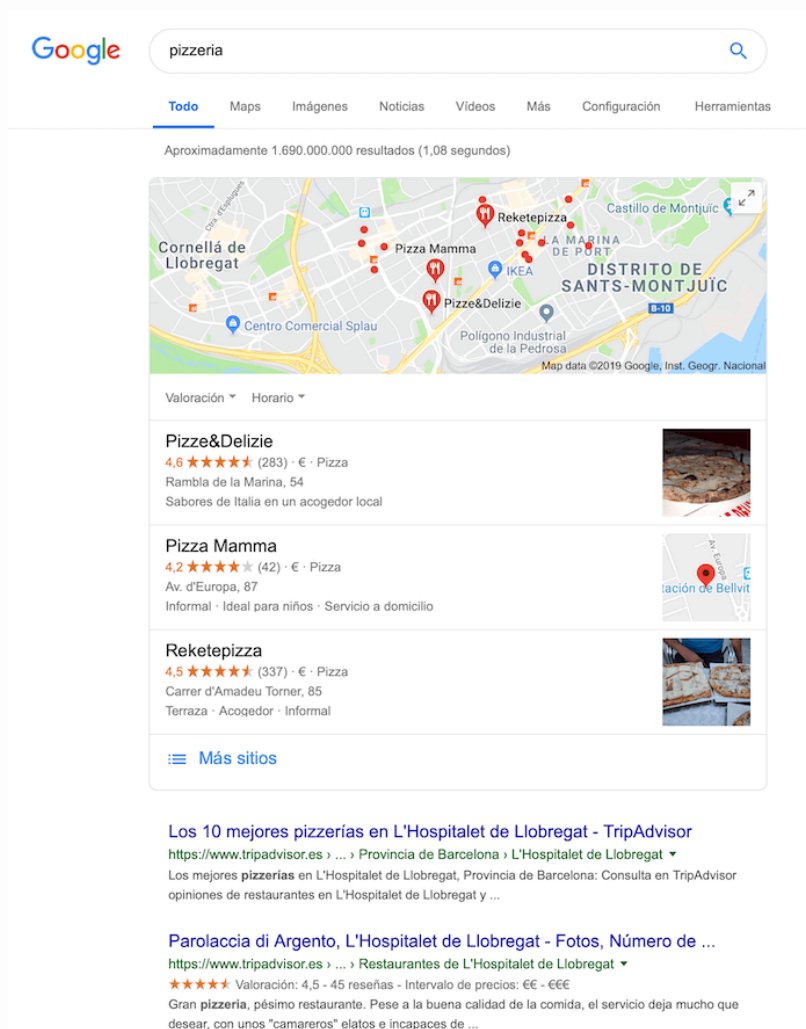 Google
pizzeria
Todo Maps Imágenes Noticias Vídeos Más Configuración Herramientas
Aproximadamente 1.690.000.000 resultados (1,08 segundos)
Ctra. d'Esplugues
Castillo de Montjuïc
Reketepizza
Cornellá de
Llobregat
Pizza Mamma
LA MARINA
DE PORT
IKEA
DISTRITO DE
SANTS-MONTJUÏC
Pizze&Delizie
B-10
Centro Comercial Splau
Polígono Industrial
de la Pedrosa
Map data ©2019 Google, Inst. Geogr. Nacional
Valoración Horario
Pizze&Delizie
4,6 ★★★★★ (283) · € · Pizza
Rambla de la Marina, 54
Sabores de Italia en un acogedor local
Pizza Mamma
4,2 ★★★★★ (42) · € · Pizza
Av. d'Europa, 87
Informal · Ideal para niños · Servicio a domicilio
Av. Europa
tación de Bellvit
Reketepizza
4,5 ★★★★★ (337) · € · Pizza
Carrer d'Amadeu Torner, 85
Terraza · Acogedor · Informal
Más sitios
Los 10 mejores pizzerías en L'Hospitalet de Llobregat - TripAdvisor
https://www.tripadvisor.es › ... › Provincia de Barcelona › L'Hospitalet de Llobregat ▼
Los mejores pizzerías en L'Hospitalet de Llobregat, Provincia de Barcelona: Consulta en TripAdvisor
opiniones de restaurantes en L'Hospitalet de Llobregat y ...
Parolaccia di Argento, L'Hospitalet de Llobregat - Fotos, Número de ...
https://www.tripadvisor.es › ... › Restaurantes de L'Hospitalet de Llobregat ▼
★★★★★ Valoración: 4,5 - 45 reseñas - Intervalo de precios: €€ - €€€
Gran pizzeria, pésimo restaurante. Pese a la buena calidad de la comida, el servicio deja mucho que
desear, con unos "camareros" elatos e incapaces de ...